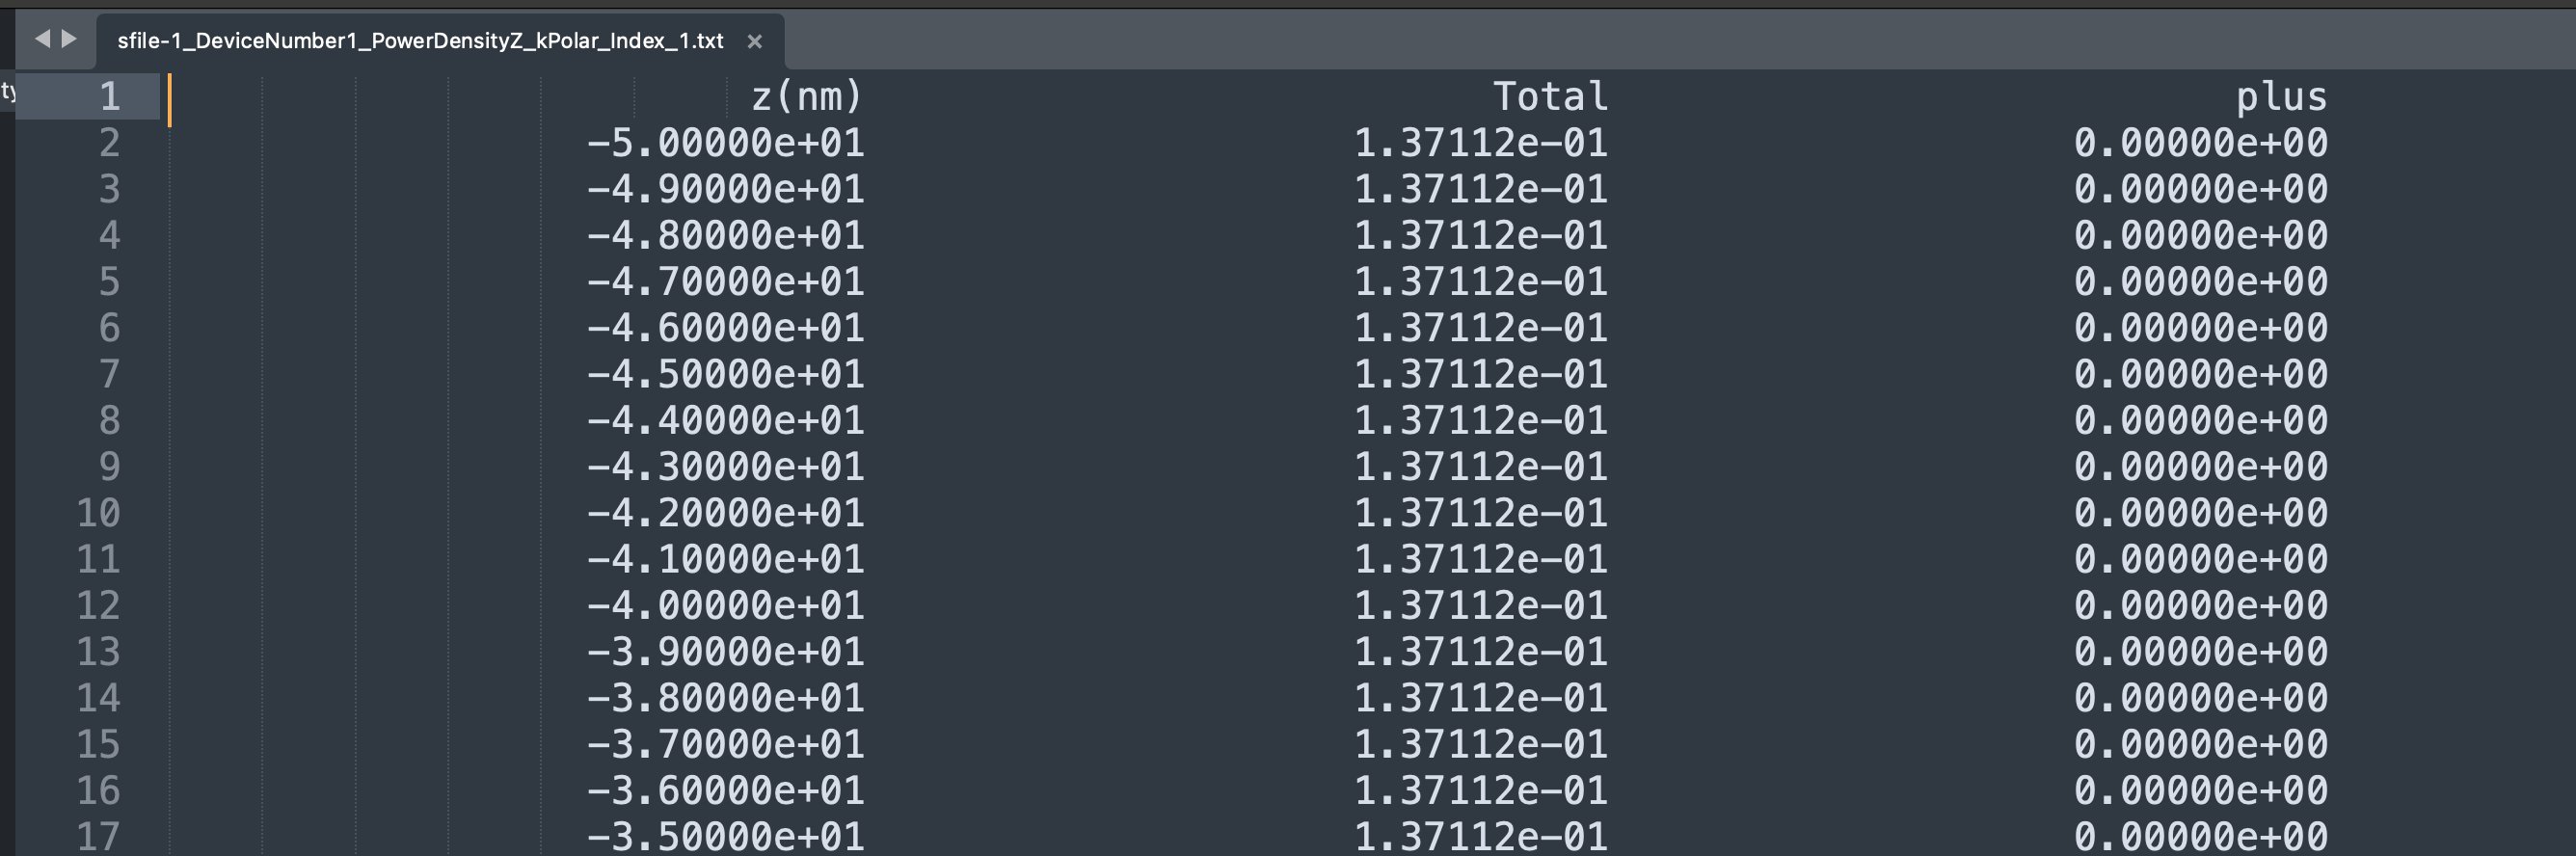 sfile-1_DeviceNumber1_PowerDensityZ_kPolar_Index_1.txt ×
ty
1 z(nm) Total plus
2 -5.00000e+01 1.37112e-01 0.00000e+00
3 -4.90000e+01 1.37112e-01 0.00000e+00
4 -4.80000e+01 1.37112e-01 0.00000e+00
5 -4.70000e+01 1.37112e-01 0.00000e+00
6 -4.60000e+01 1.37112e-01 0.00000e+00
7 -4.50000e+01 1.37112e-01 0.00000e+00
8 -4.40000e+01 1.37112e-01 0.00000e+00
9 -4.30000e+01 1.37112e-01 0.00000e+00
10 -4.20000e+01 1.37112e-01 0.00000e+00
11 -4.10000e+01 1.37112e-01 0.00000e+00
12 -4.00000e+01 1.37112e-01 0.00000e+00
13 -3.90000e+01 1.37112e-01 0.00000e+00
14 -3.80000e+01 1.37112e-01 0.00000e+00
15 -3.70000e+01 1.37112e-01 0.00000e+00
16 -3.60000e+01 1.37112e-01 0.00000e+00
17 -3.50000e+01 1.37112e-01 0.00000e+00